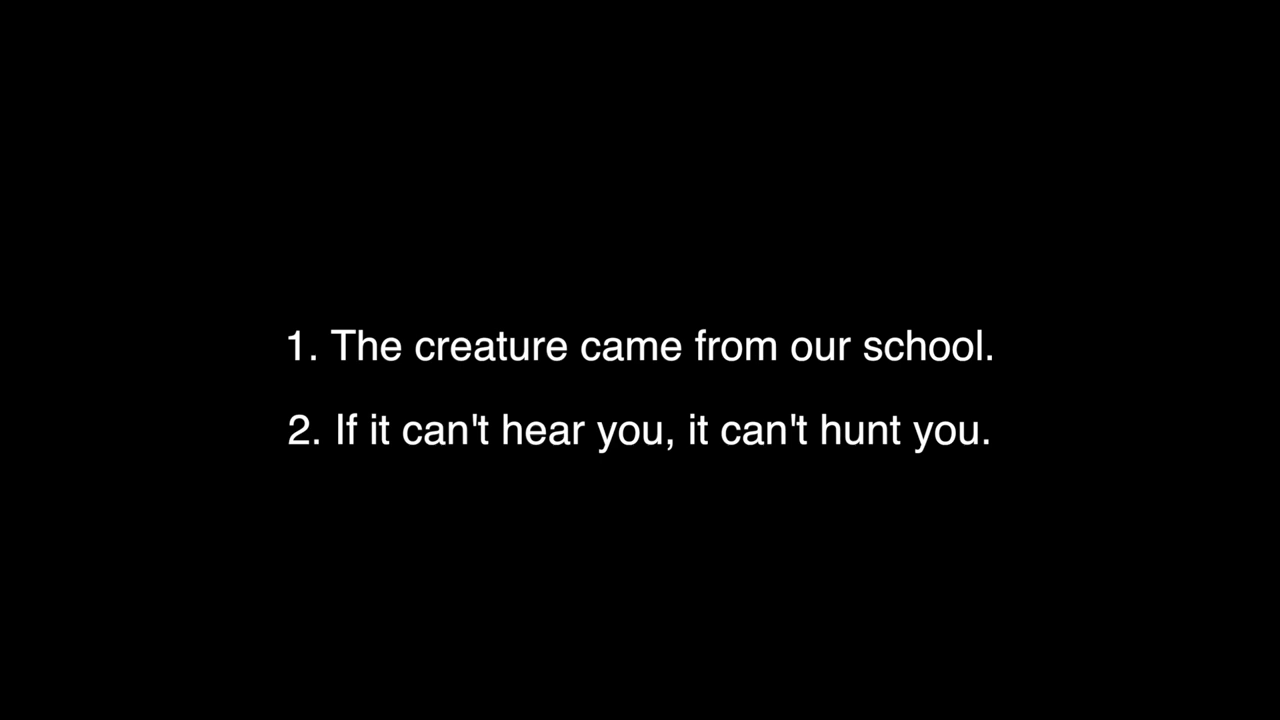 1. The creature came from our school.
2. If it can't hear you, it can't hunt you.